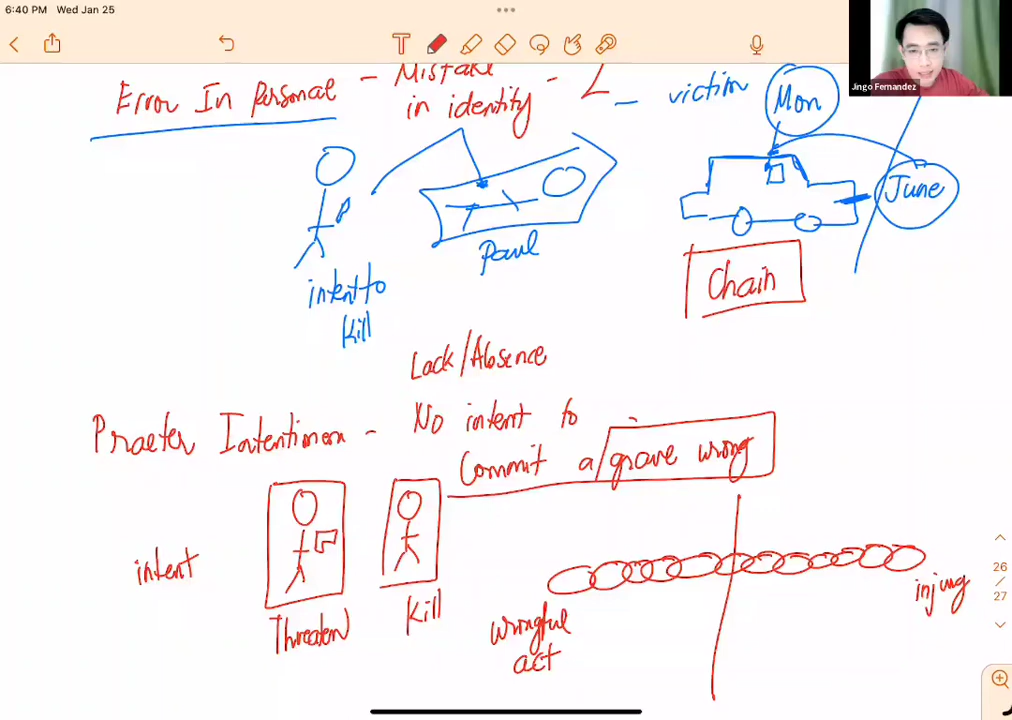 6:40 PM Wed Jan 25
Jingo Fernandez
Error In Personal - Mistake in identity - victim
Mon
June
Paul
intent to
kill
Chain
Lack/Absence
Praeter Intentionem - No intent to
Commit a/grave wrong
intent
Threaten
Kill
wrongful
act
injury
26
/
27